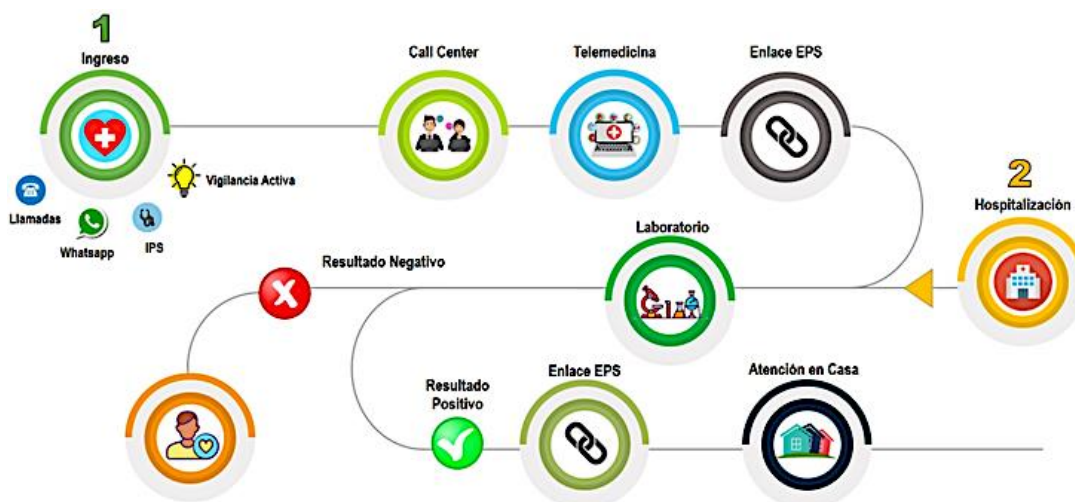 1
Ingreso
Call Center
Telemedicina
Enlace EPS
Vigilancia Activa
Llamadas
Whatsapp
IPS
2
Hospitalización
Laboratorio
Resultado Negativo
Resultado
Positivo
Enlace EPS
Atención en Casa